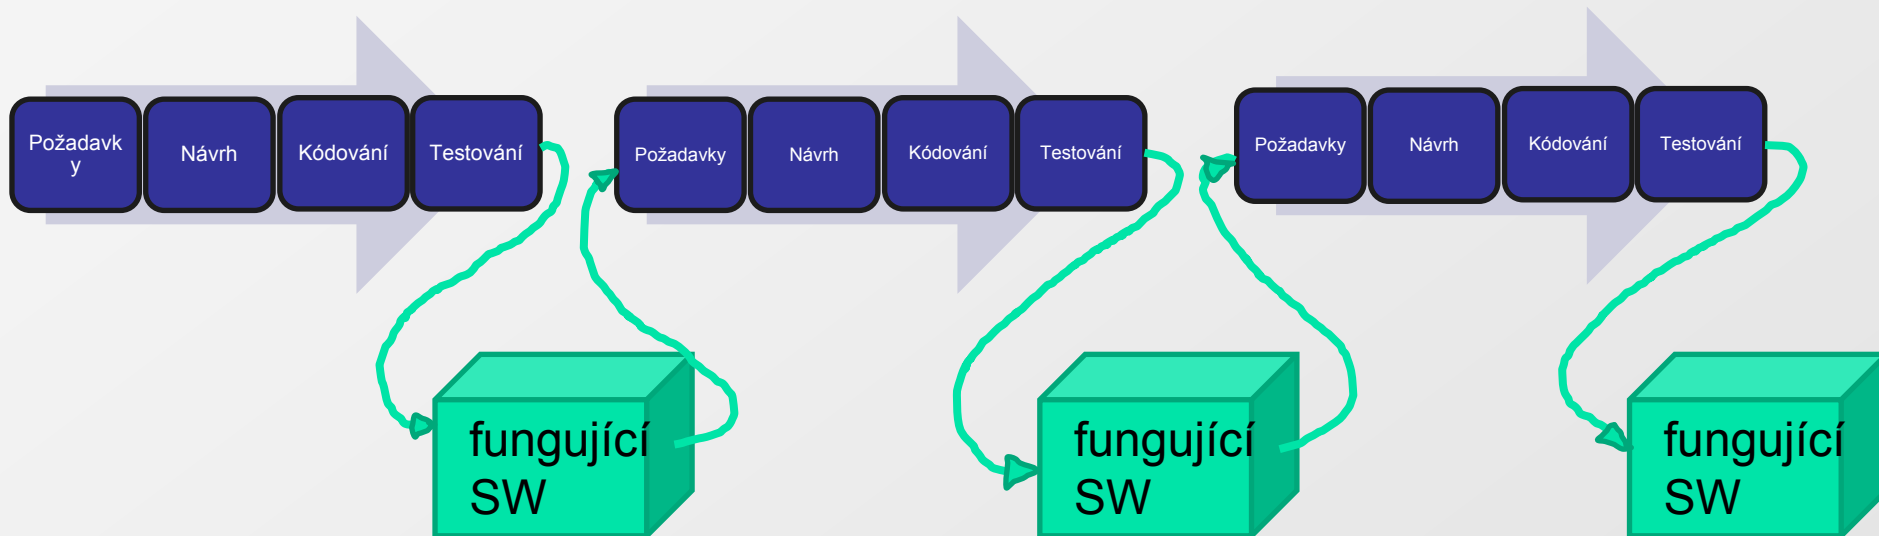 Požadavk
y
Návrh
Kódování
Testování
Požadavky
Návrh
Kódování
Testování
Požadavky
Návrh
Kódování
Testování
fungující
SW
fungující
SW
fungující
SW